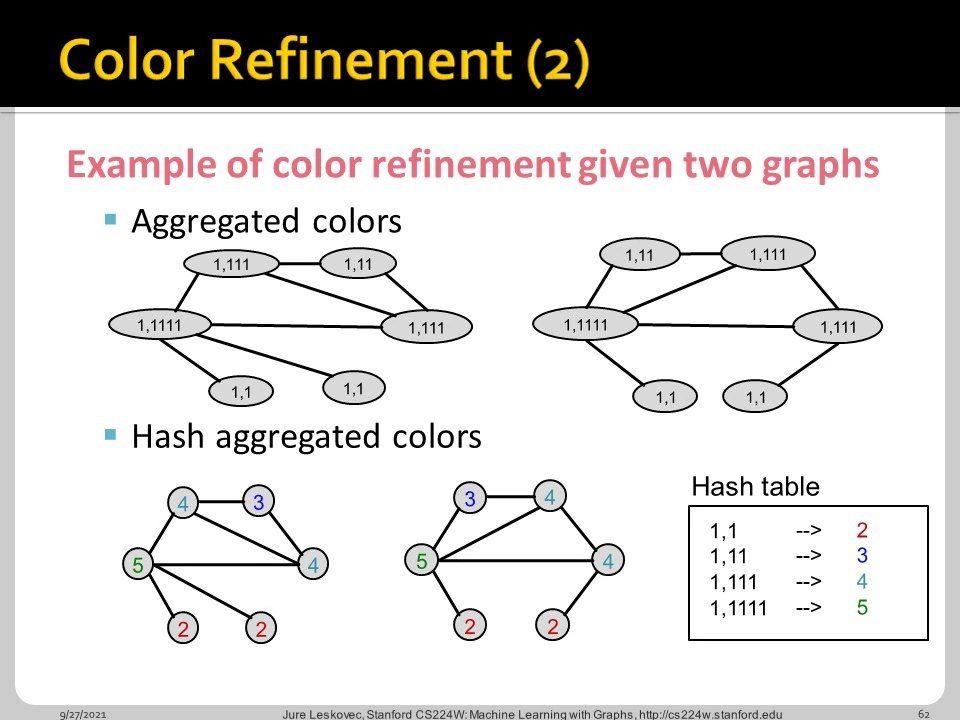 Color Refinement (2)
Example of color refinement given two graphs
Aggregated colors
1,111
1,11
1,1111
1,111
1,1
1,1
1,11
1,111
1,1111
1,111
1,1
1,1
Hash aggregated colors
4
3
5
4
2
2
3
4
5
4
2
2
Hash table
1,1 --> 2
1,11 --> 3
1,111 --> 4
1,1111 --> 5
9/27/2021
Jure Leskovec, Stanford CS224W: Machine Learning with Graphs, http://cs224w.stanford.edu
62